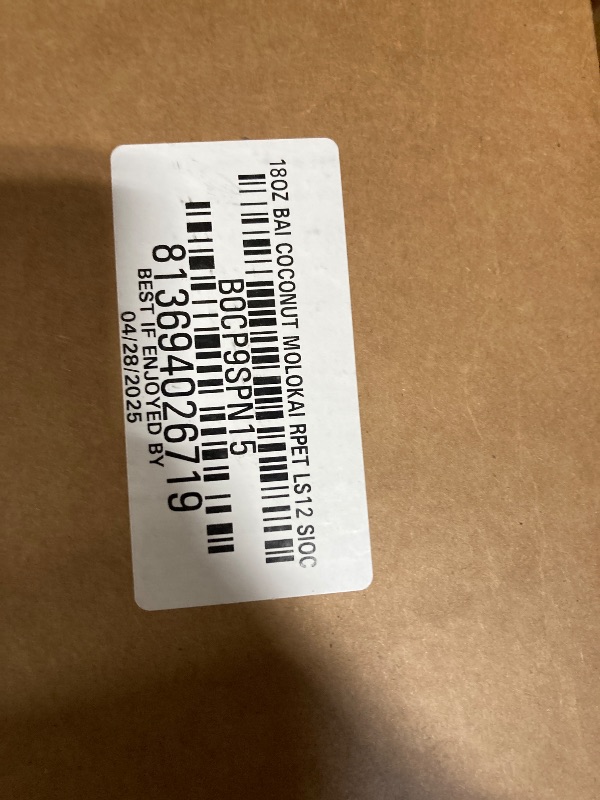 18OZ BAI COCONUT MOLOKAI RPET LS12 SIOC
B0CP9SPN15
813694026719
BEST IF ENJOYED BY
04/28/2025